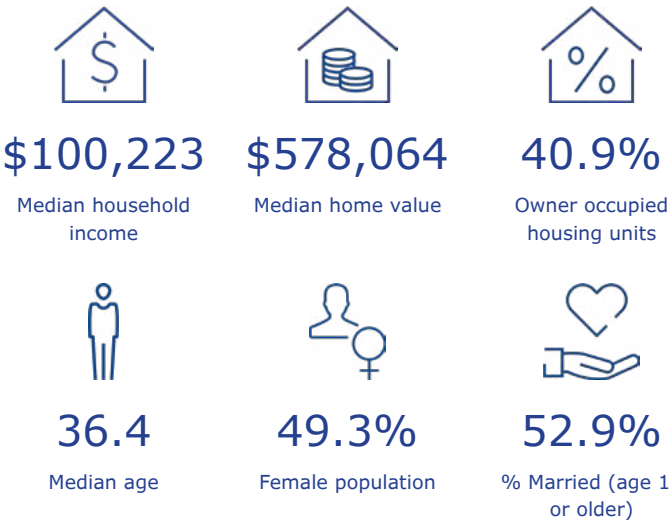 $100,223
Median household
income
$578,064
Median home value
40.9%
Owner occupied
housing units
36.4
Median age
49.3%
Female population
52.9%
% Married (age 1
or older)